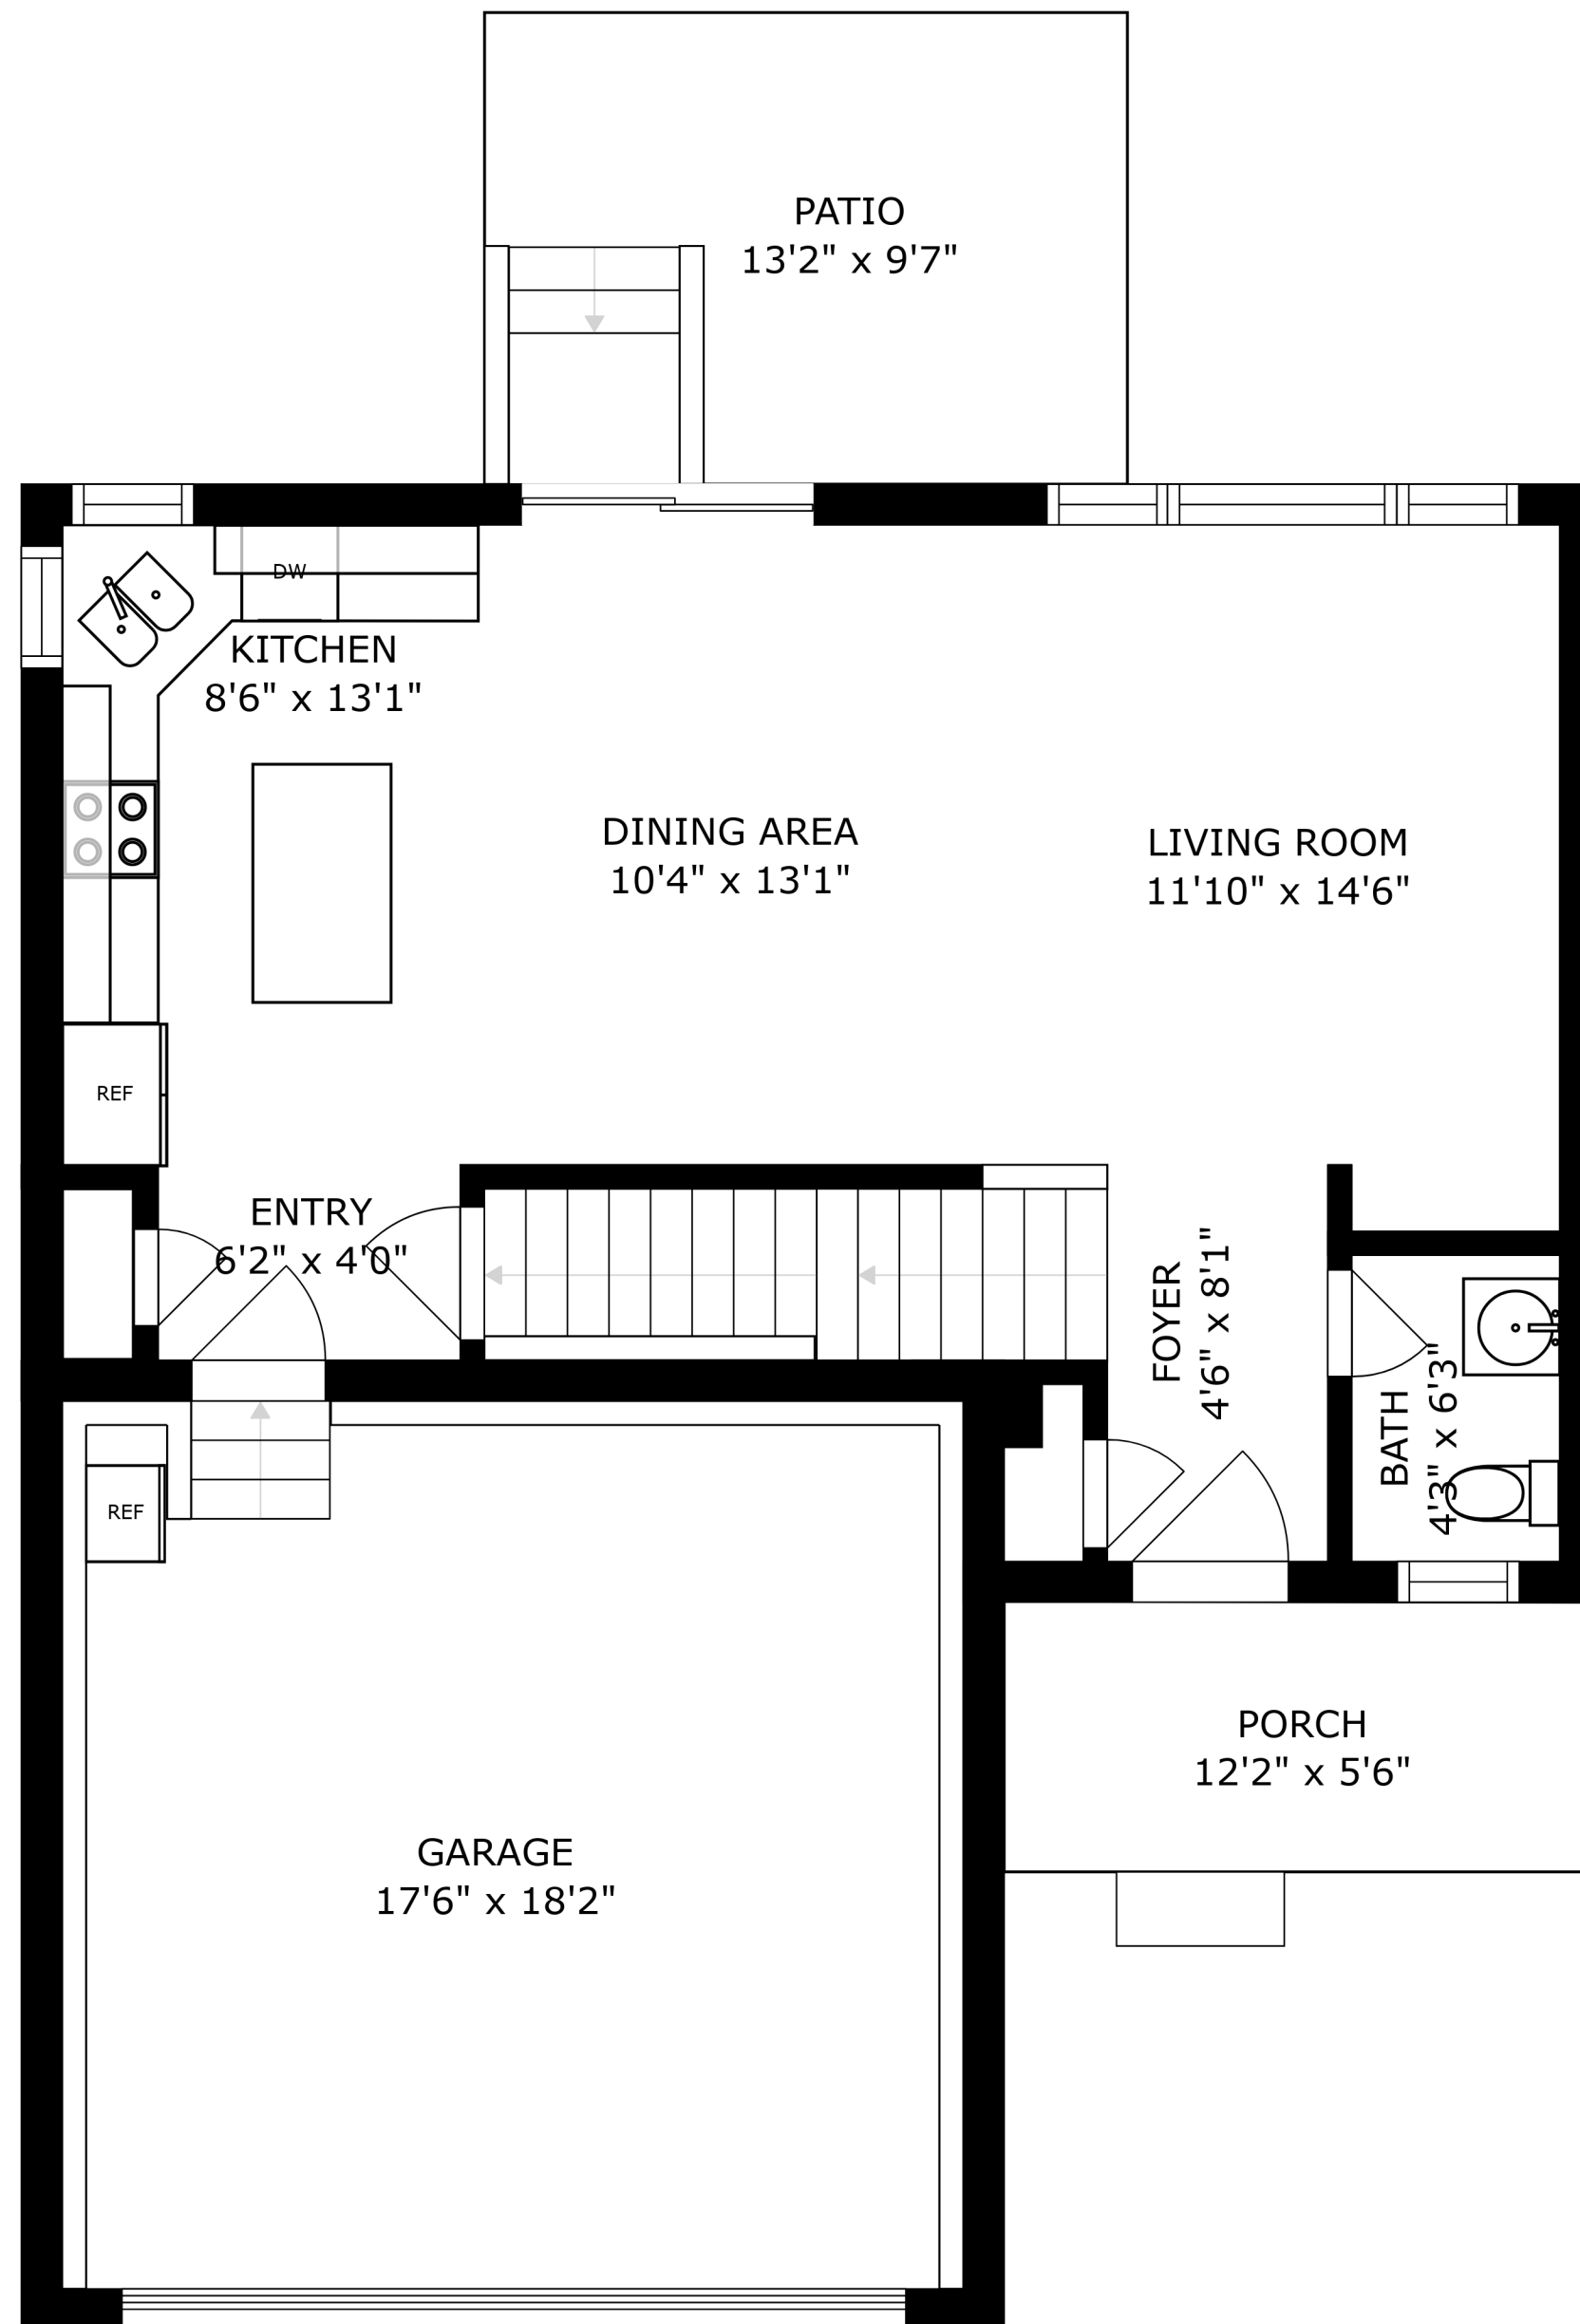 PATIO
13'2" x 9'7"
DW
KITCHEN
8'6" x 13'1"
DINING AREA
10'4" x 13'1"
LIVING ROOM
11'10" x 14'6"
REF
ENTRY
6'2" x 4'0"
FOYER
4'6" x 8'1"
BATH
4'3" x 6'3"
REF
PORCH
12'2" x 5'6"
GARAGE
17'6" x 18'2"